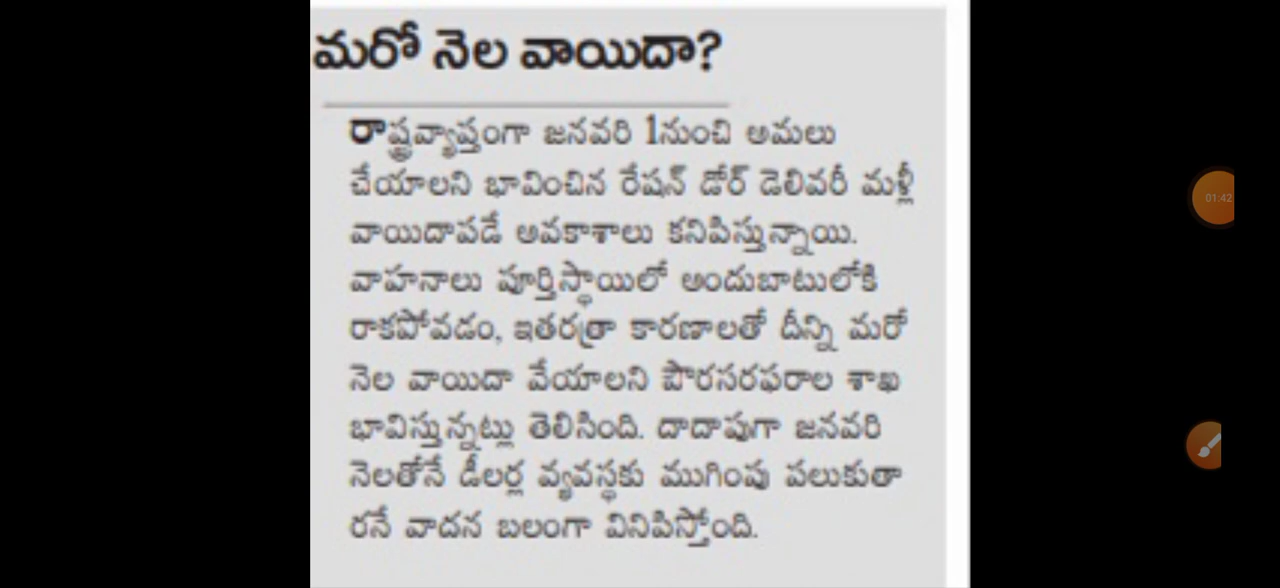 మరో నెల వాయిదా?
రాష్ట్రవ్యాప్తంగా జనవరి 1నుంచి అమలు
చేయాలని భావించిన రేషన్ డోర్ డెలివరీ మళ్లీ
వాయిదాపడే అవకాశాలు కనిపిస్తున్నాయి.
వాహనాలు పూర్తిస్థాయిలో అందుబాటులోకి
రాకపోవడం, ఇతరత్రా కారణాలతో దీన్ని మరో
నెల వాయిదా వేయాలని పౌరసరఫరాల శాఖ
భావిస్తున్నట్లు తెలిసింది. దాదాపుగా జనవరి
నెలతోనే డీలర్ల వ్యవస్థకు ముగింపు పలుకుతా
రనే వాదన బలంగా వినిపిస్తోంది.
01:42